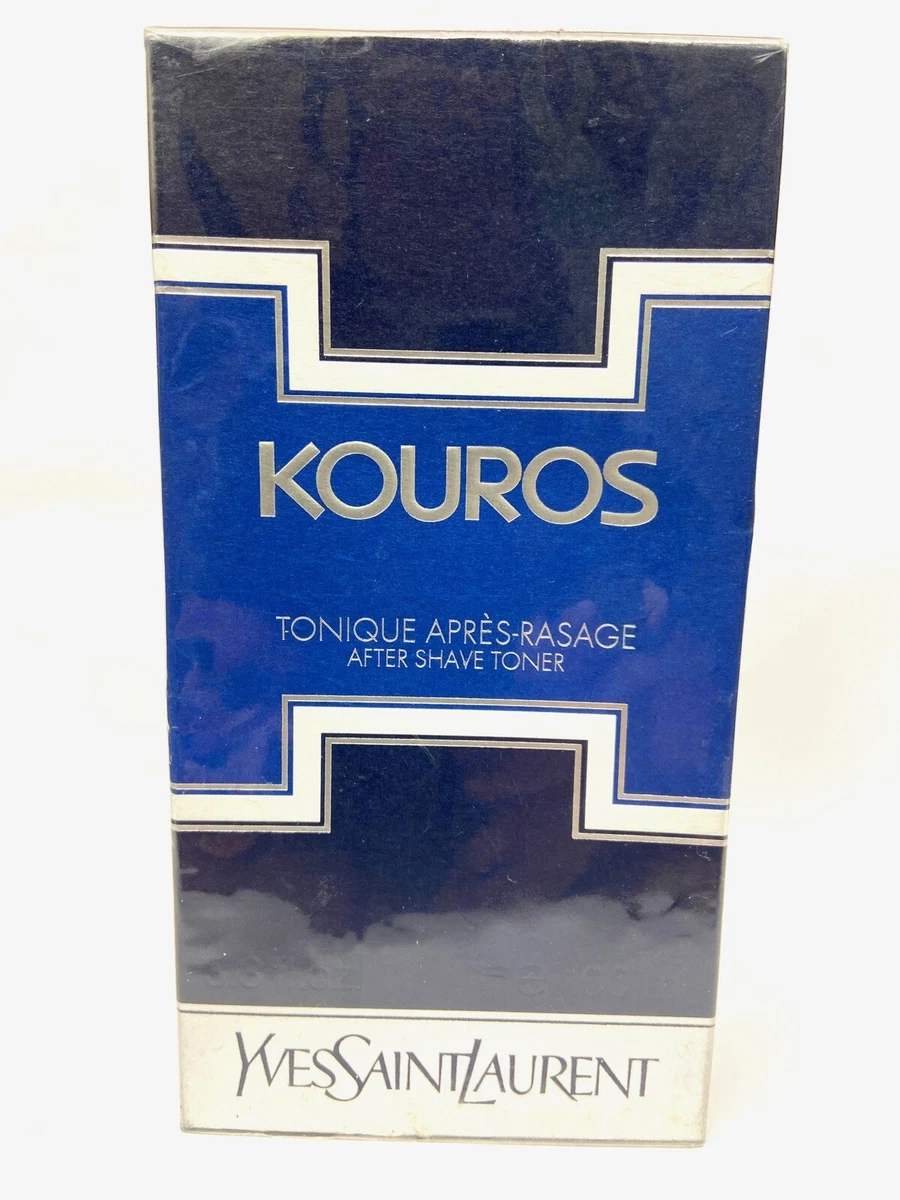 KOUROS
TONIQUE APRÈS-RASAGE
AFTER SHAVE TONER
YVESSAINTLAURENT